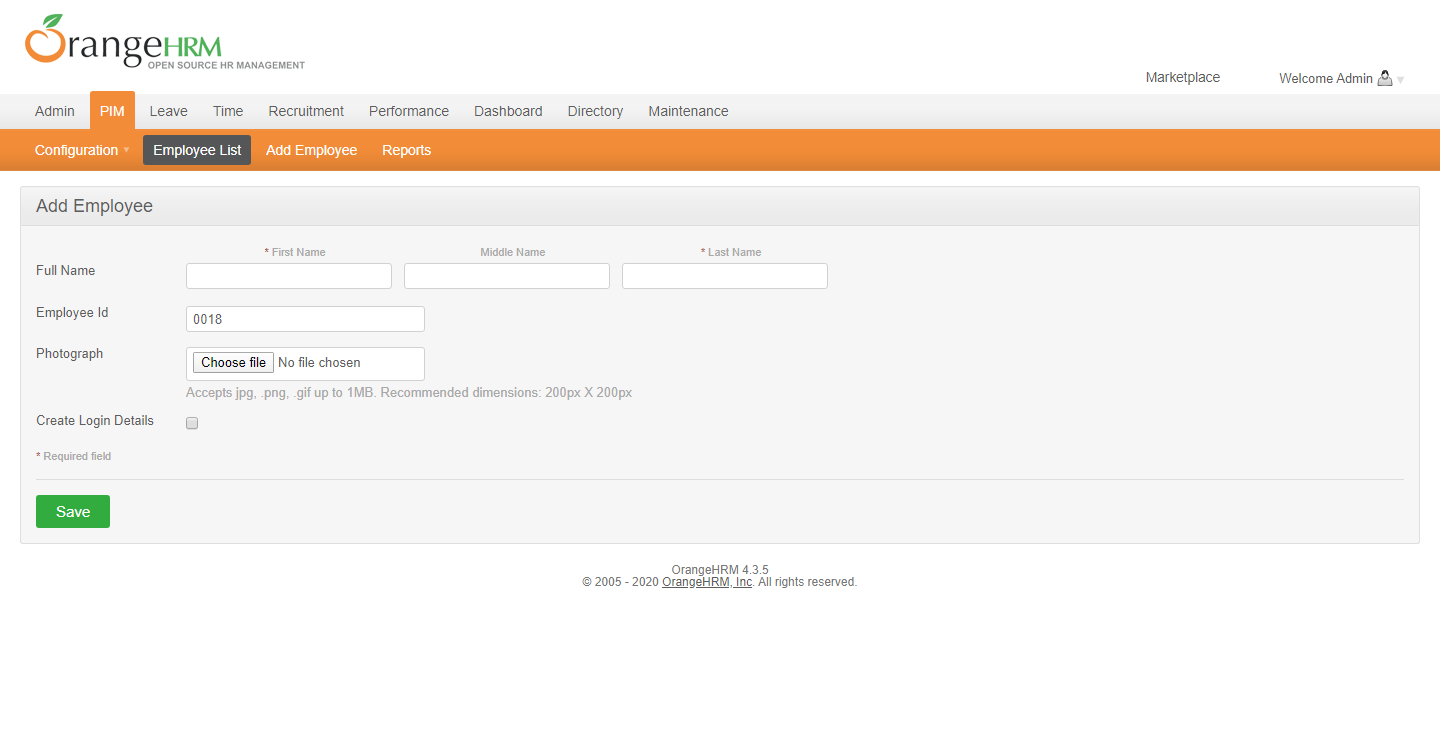 OrangeHRM
OPEN SOURCE HR MANAGEMENT
Marketplace Welcome Admin
Admin PIM Leave Time Recruitment Performance Dashboard Directory Maintenance
Configuration Employee List Add Employee Reports
Add Employee
* First Name Middle Name * Last Name
Full Name
Employee Id 0018
Photograph Choose file No file chosen
Accepts jpg, .png, .gif up to 1MB. Recommended dimensions: 200px X 200px
Create Login Details
* Required field
Save
OrangeHRM 4.3.5
© 2005 - 2020 OrangeHRM, Inc. All rights reserved.